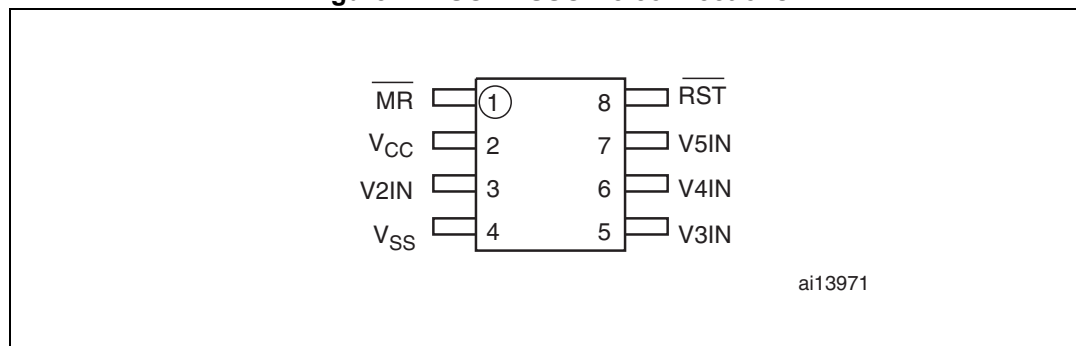 MR 1 8 RST
VCC 2 7 V5IN
V2IN 3 6 V4IN
VSS 4 5 V3IN
ai13971